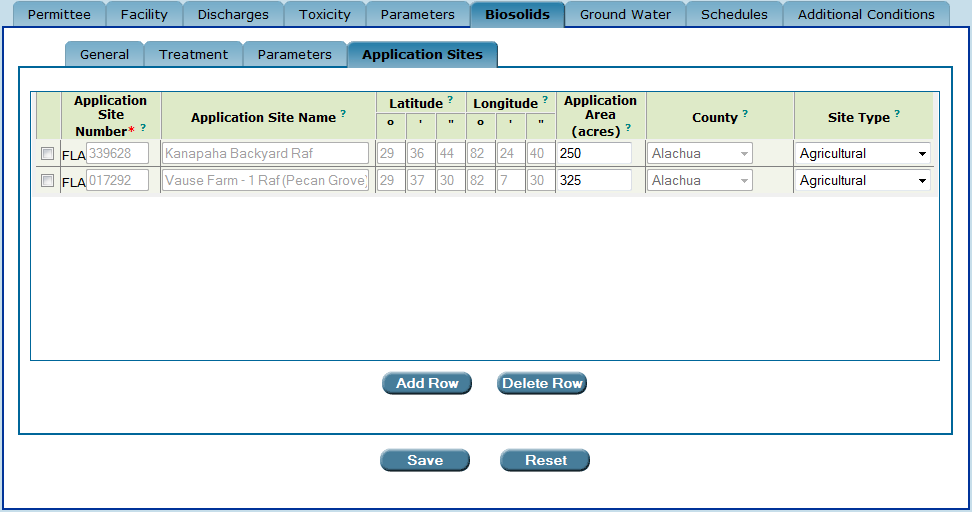 Permittee Facility Discharges Toxicity Parameters Biosolids Ground Water Schedules Additional Conditions
General Treatment Parameters Application Sites
Application Site Number* ? Application Site Name ? Latitude ? Longitude ? Application Area (acres) ? County ? Site Type ?
o ' " o ' "
FLA 339628 Kanapaha Backyard Raf 29 36 44 82 24 40 250 Alachua Agricultural
FLA 017292 Vause Farm - 1 Raf (Pecan Grove) 29 37 30 82 7 30 325 Alachua Agricultural
Add Row Delete Row
Save Reset